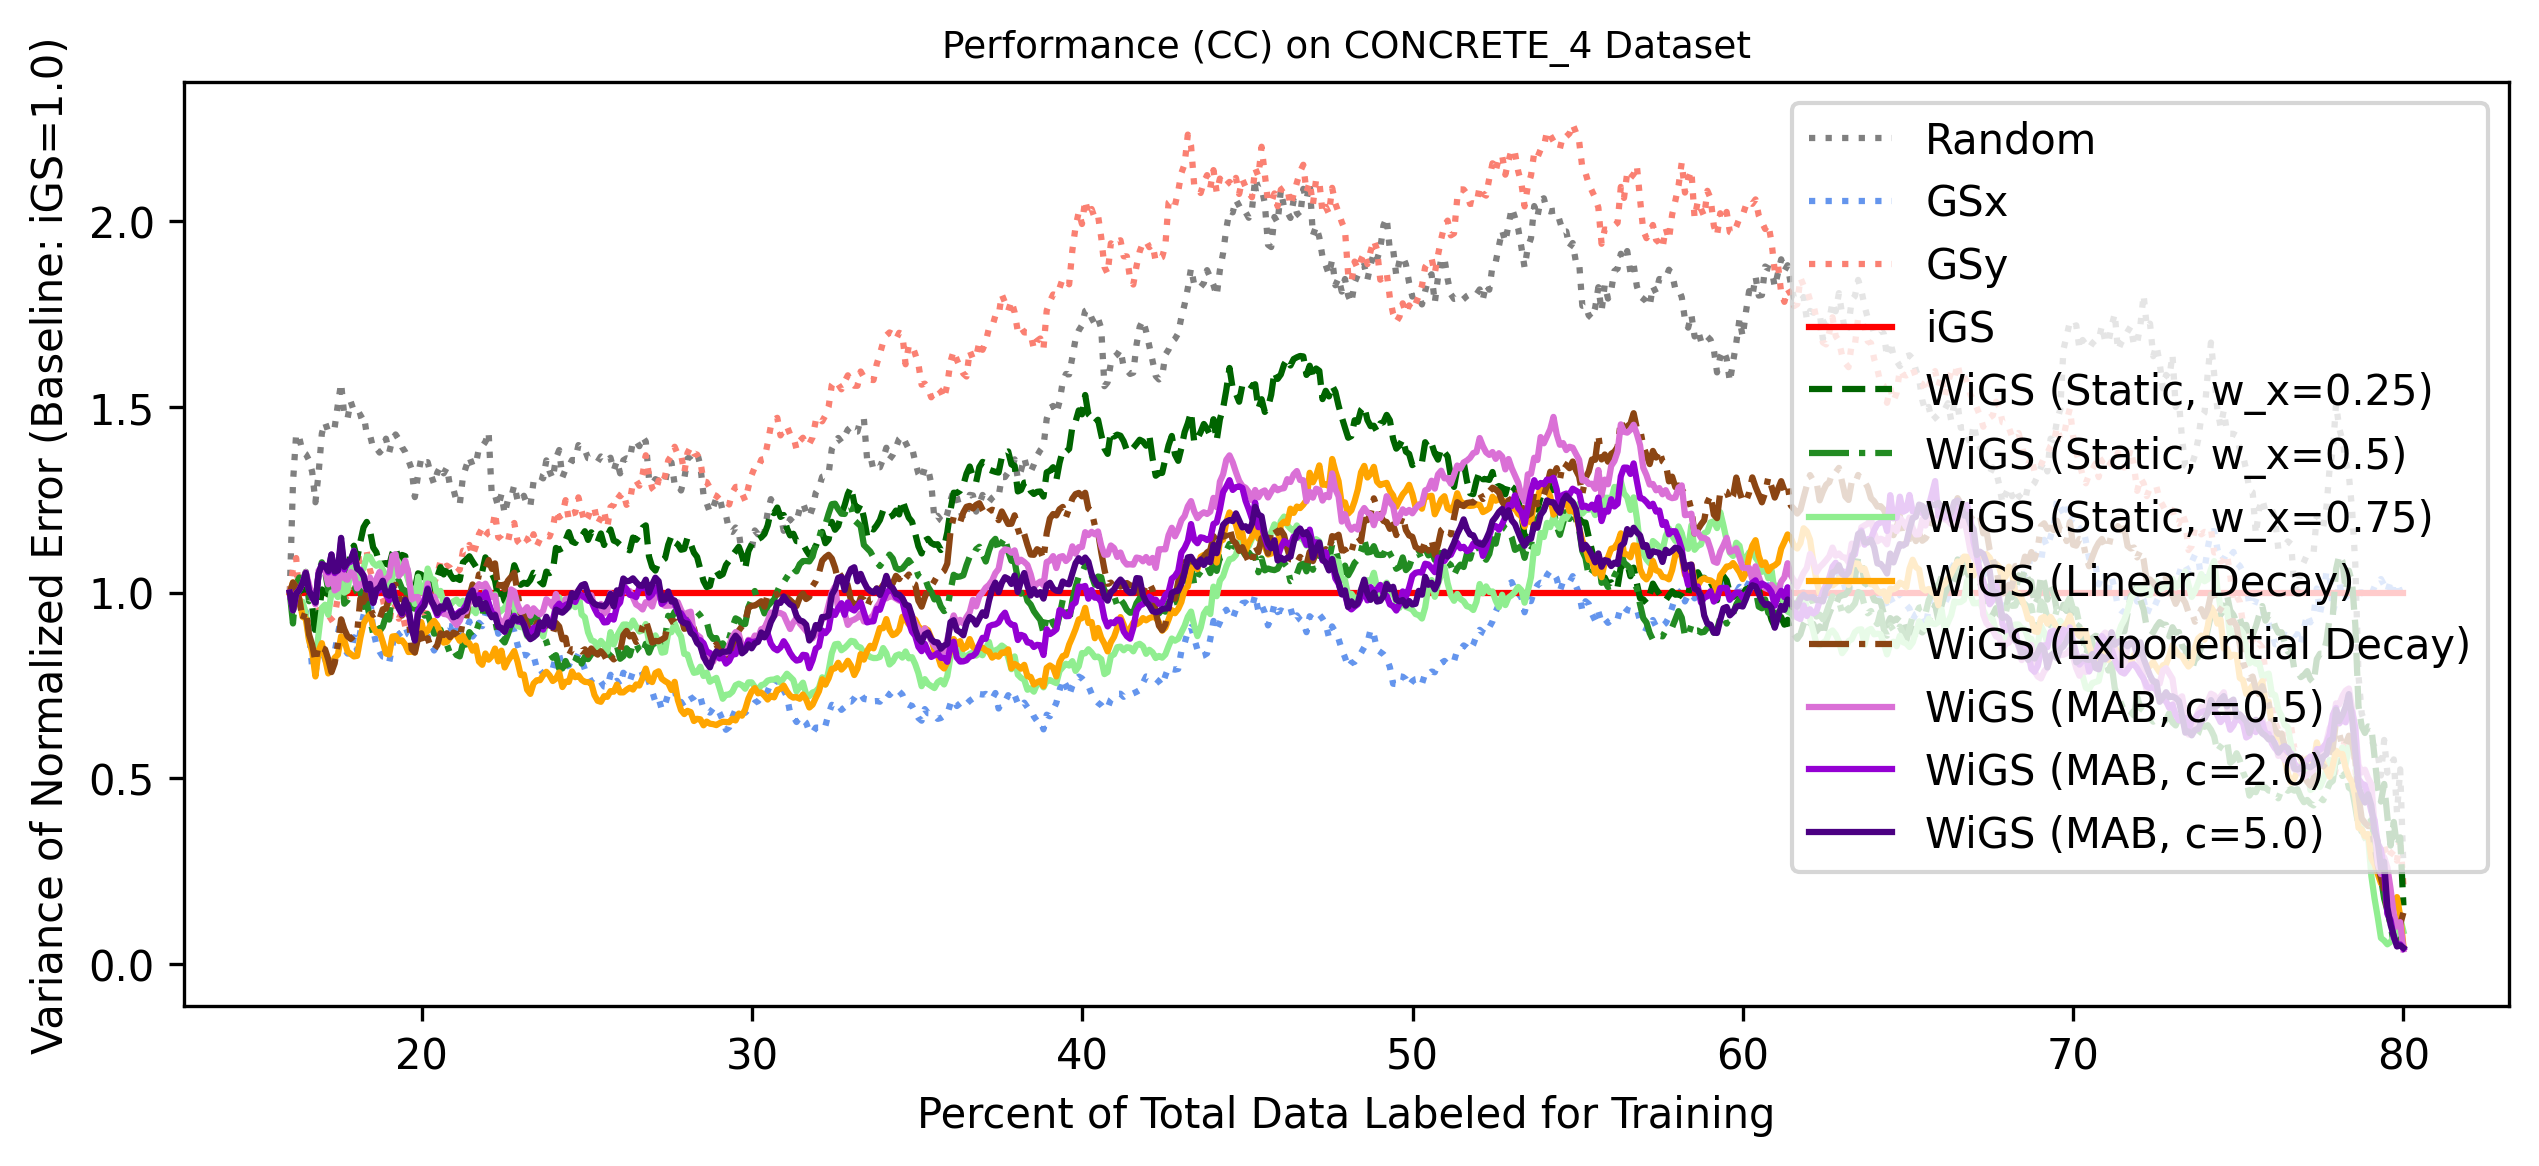 Performance (CC) on CONCRETE_4 Dataset
Variance of Normalized Error (Baseline: iGS=1.0)
2.0
1.5
1.0
0.5
0.0
20 30 40 50 60 70 80
Percent of Total Data Labeled for Training
Random
GSx
GSy
iGS
WiGS (Static, w_x=0.25)
WiGS (Static, w_x=0.5)
WiGS (Static, w_x=0.75)
WiGS (Linear Decay)
WiGS (Exponential Decay)
WiGS (MAB, c=0.5)
WiGS (MAB, c=2.0)
WiGS (MAB, c=5.0)